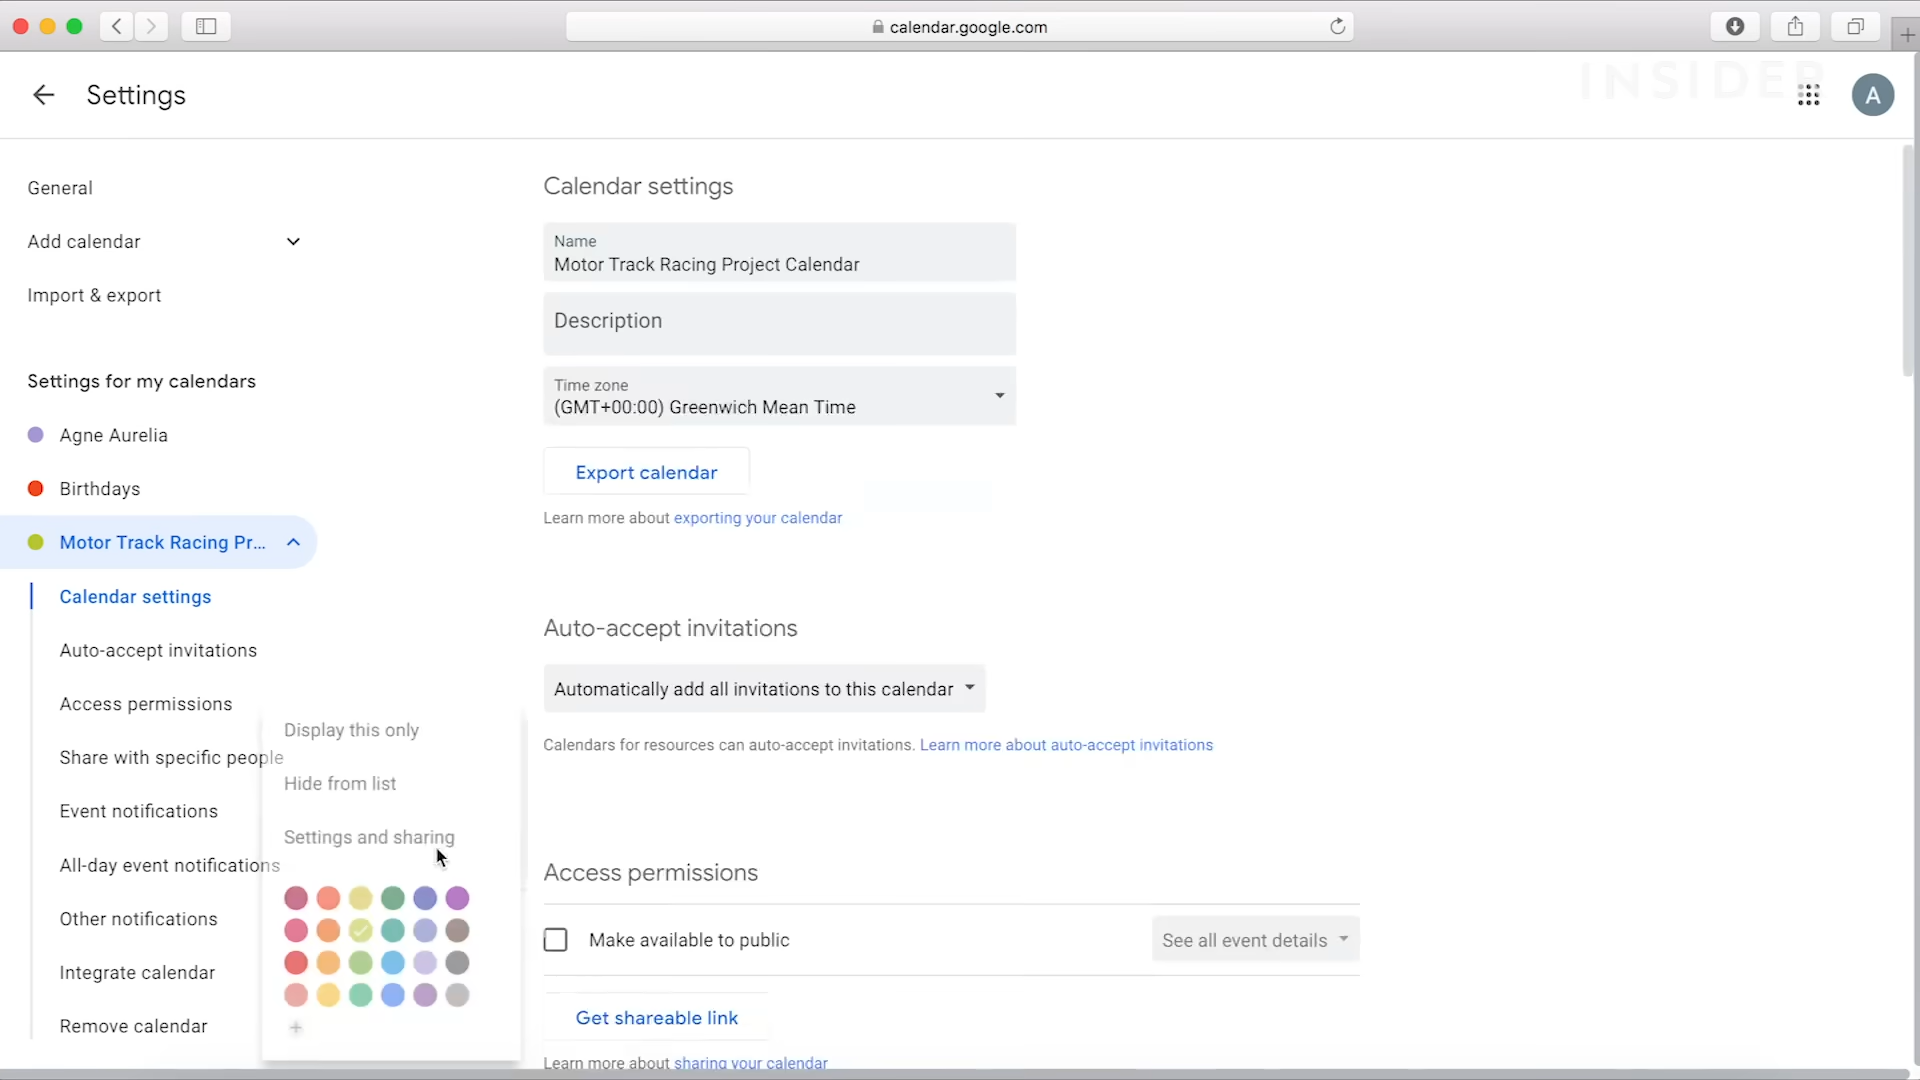 calendar.google.com
INSIDER
Settings
A
General
Add calendar
Import & export
Settings for my calendars
Agne Aurelia
Birthdays
Motor Track Racing Pr...
Calendar settings
Auto-accept invitations
Access permissions
Share with specific people
Event notifications
All-day event notifications
Other notifications
Integrate calendar
Remove calendar
Display this only
Hide from list
Settings and sharing
Calendar settings
Name
Motor Track Racing Project Calendar
Description
Time zone
(GMT+00:00) Greenwich Mean Time
Export calendar
Learn more about exporting your calendar
Auto-accept invitations
Automatically add all invitations to this calendar
Calendars for resources can auto-accept invitations. Learn more about auto-accept invitations
Access permissions
Make available to public
See all event details
Get shareable link
Learn more about sharing your calendar